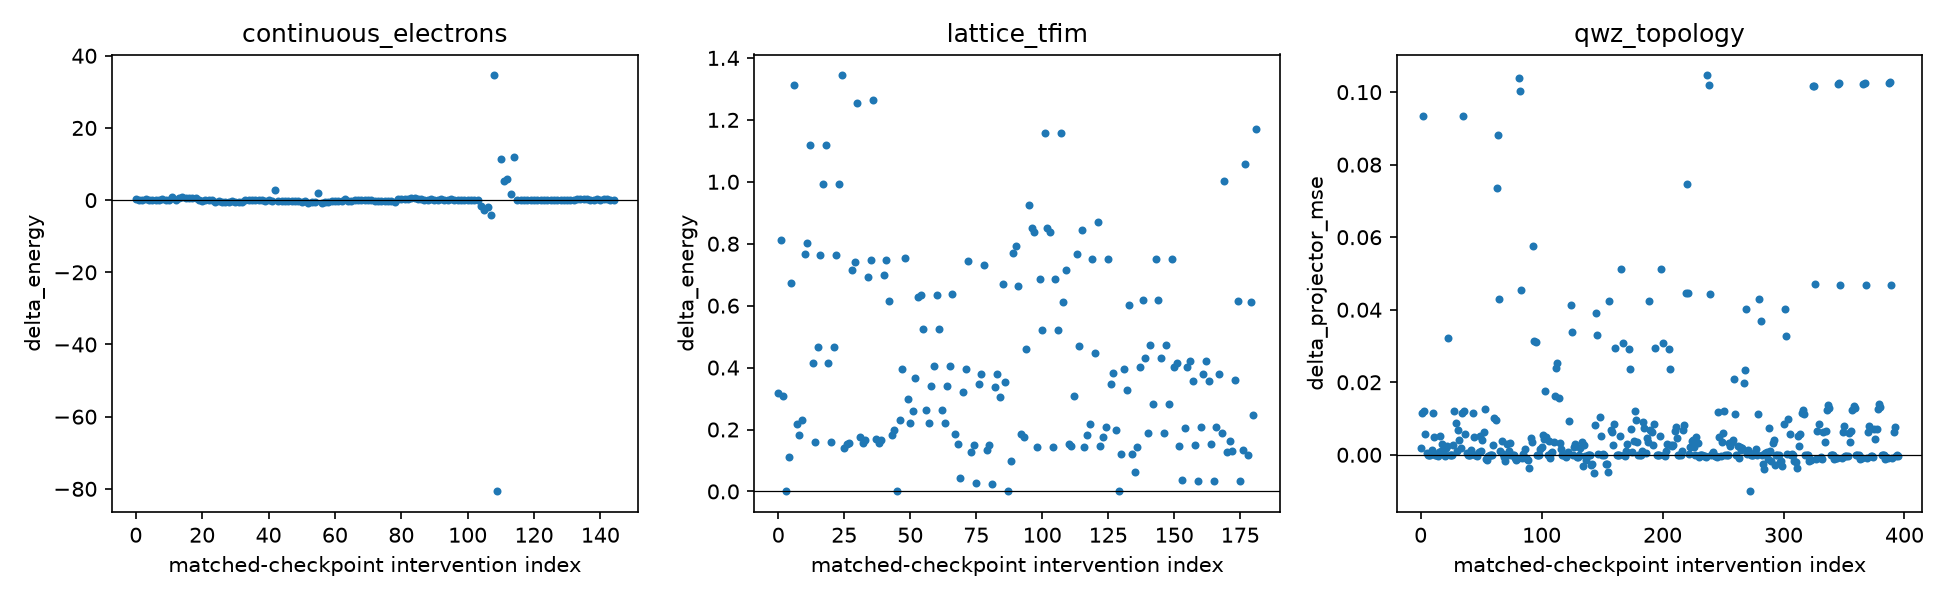 continuous_electrons
40
20
0
−20
−40
−60
−80
delta_energy
0 20 40 60 80 100 120 140
matched-checkpoint intervention index
lattice_tfim
1.4
1.2
1.0
0.8
0.6
0.4
0.2
0.0
delta_energy
0 25 50 75 100 125 150 175
matched-checkpoint intervention index
qwz_topology
0.10
0.08
0.06
0.04
0.02
0.00
delta_projector_mse
0 100 200 300 400
matched-checkpoint intervention index